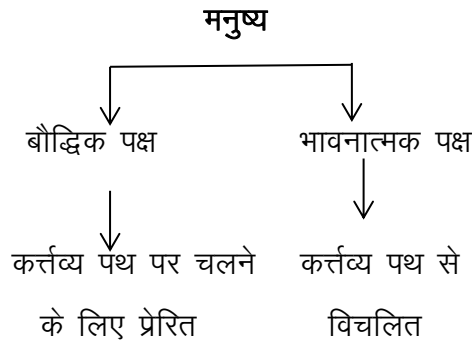 मनुष्य
बौद्धिक पक्ष
भावनात्मक पक्ष
कर्त्तव्य पथ पर चलने
के लिए प्रेरित
कर्त्तव्य पथ से
विचलित